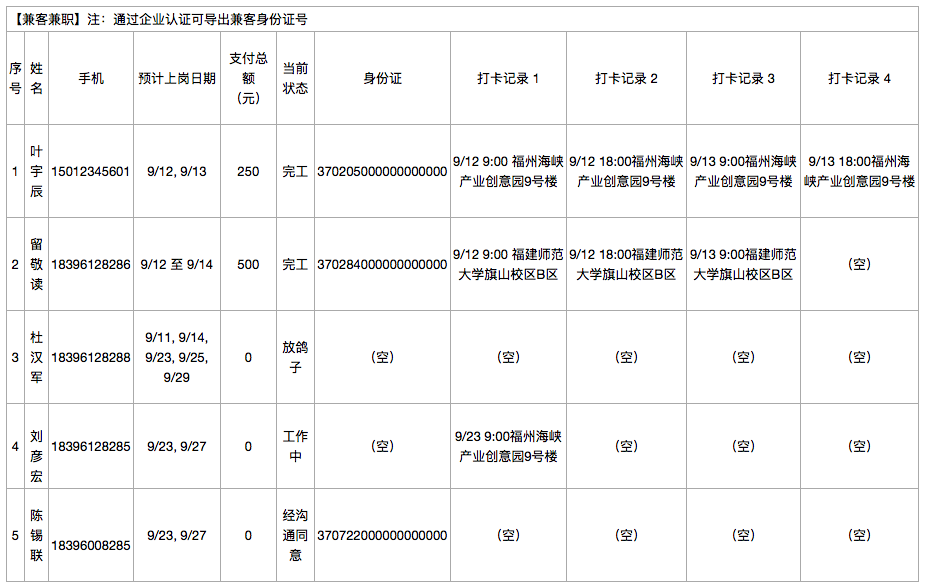 【兼客兼职】注：通过企业认证可导出兼客身份证号
序号 姓名 手机 预计上岗日期 支付总额（元） 当前状态 身份证 打卡记录 1 打卡记录 2 打卡记录 3 打卡记录 4
1 叶宇辰 15012345601 9/12, 9/13 250 完工 370205000000000000 9/12 9:00 福州海峡产业创意园9号楼 9/12 18:00福州海峡产业创意园9号楼 9/13 9:00福州海峡产业创意园9号楼 9/13 18:00福州海峡产业创意园9号楼
2 留敬读 18396128286 9/12 至 9/14 500 完工 370284000000000000 9/12 9:00 福建师范大学旗山校区B区 9/12 18:00福建师范大学旗山校区B区 9/13 9:00福建师范大学旗山校区B区 （空）
3 杜汉军 18396128288 9/11, 9/14, 9/23, 9/25, 9/29 0 放鸽子 （空） （空） （空） （空） （空）
4 刘彦宏 18396128285 9/23, 9/27 0 工作中 （空） 9/23 9:00福州海峡产业创意园9号楼 （空） （空） （空）
5 陈锡联 18396008285 9/23, 9/27 0 经沟通同意 370722000000000000 （空） （空） （空） （空）